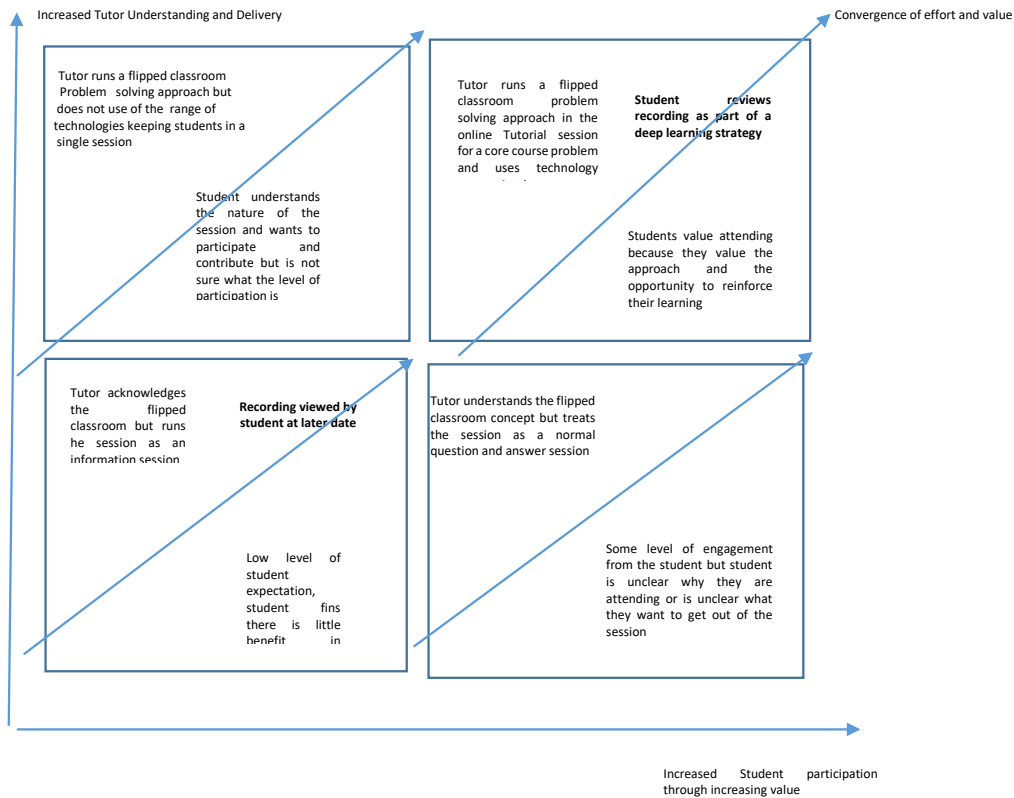 Increased Tutor Understanding and Delivery
Convergence of effort and value
Tutor runs a flipped classroom
Problem solving approach but
does not use of the range of
technologies keeping students in a
single session
Student understands
the nature of the
session and wants to
participate and
contribute but is not
sure what the level of
participation is
Tutor runs a flipped
classroom problem
solving approach in the
online Tutorial session
for a core course problem
and uses technology
Student reviews
recording as part of a
deep learning strategy
Students value attending
because they value the
approach and the
opportunity to reinforce
their learning
Tutor acknowledges
the flipped
classroom but runs
he session as an
information session
Recording viewed by
student at later date
Low level of
student
expectation,
student fins
there is little
benefit in
Tutor understands the flipped
classroom concept but treats
the session as a normal
question and answer session
Some level of engagement
from the student but student
is unclear why they are
attending or is unclear what
they want to get out of the
session
Increased Student participation
through increasing value